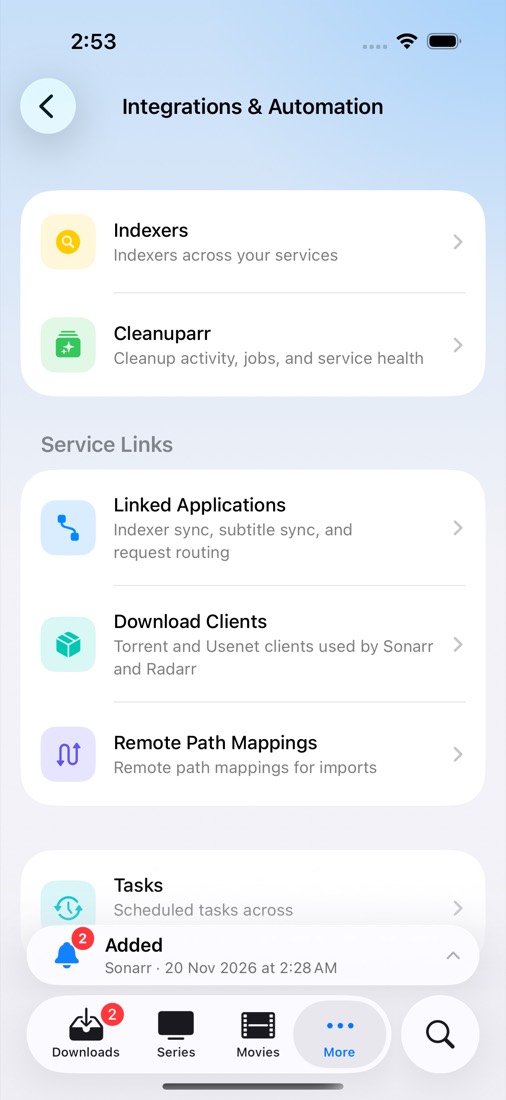 2:53
Integrations & Automation
Indexers
Indexers across your services
Cleanuparr
Cleanup activity, jobs, and service health
Service Links
Linked Applications
Indexer sync, subtitle sync, and
request routing
Download Clients
Torrent and Usenet clients used by Sonarr
and Radarr
Remote Path Mappings
Remote path mappings for imports
Tasks
Scheduled tasks across
2
Added
Sonarr · 20 Nov 2026 at 2:28 AM
2
Downloads
Series
Movies
More